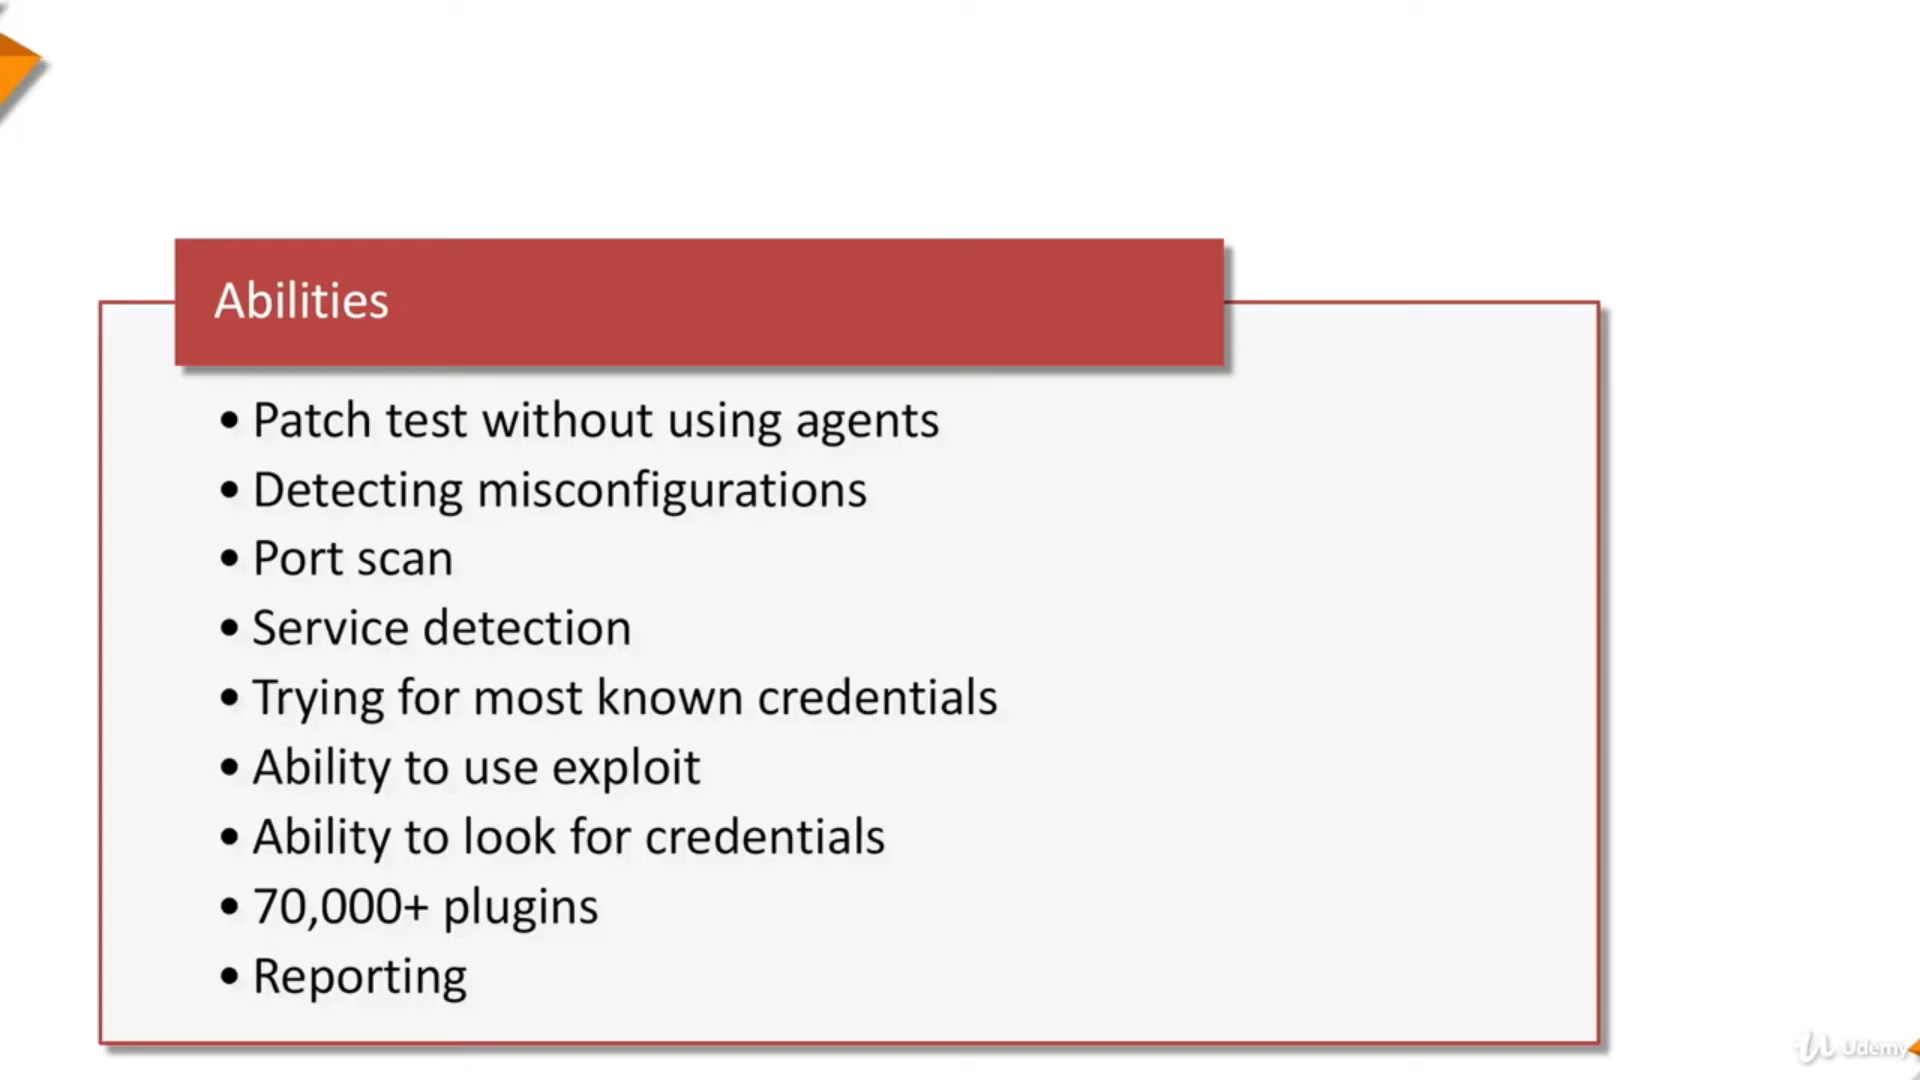 Abilities
• Patch test without using agents
• Detecting misconfigurations
• Port scan
• Service detection
• Trying for most known credentials
• Ability to use exploit
• Ability to look for credentials
• 70,000+ plugins
• Reporting
Udemy